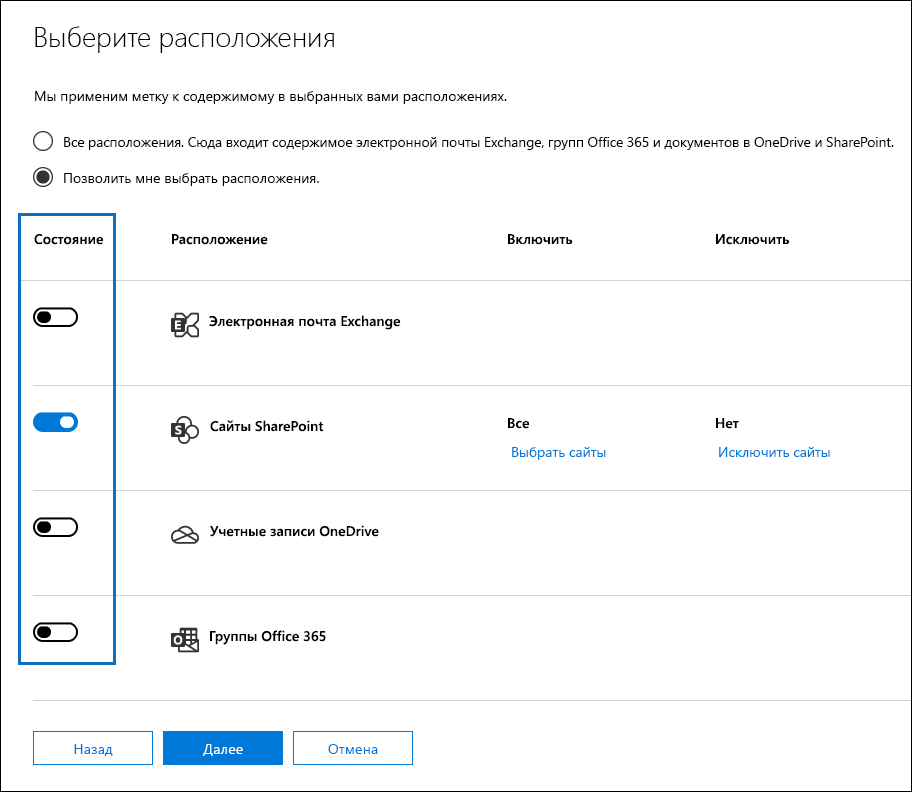 Выберите расположения
Мы применим метку к содержимому в выбранных вами расположениях.
Все расположения. Сюда входит содержимое электронной почты Exchange, групп Office 365 и документов в OneDrive и SharePoint.
Позволить мне выбрать расположения.
Состояние Расположение Включить Исключить
E Электронная почта Exchange
S Сайты SharePoint Все Нет
Выбрать сайты Исключить сайты
Учетные записи OneDrive
O Группы Office 365
Назад Далее Отмена